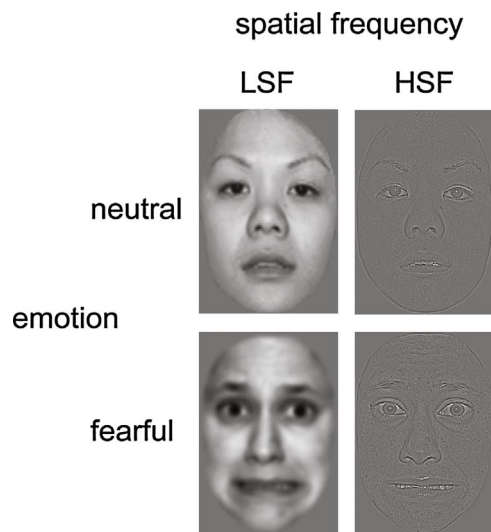 spatial frequency
LSF HSF
neutral
emotion
fearful